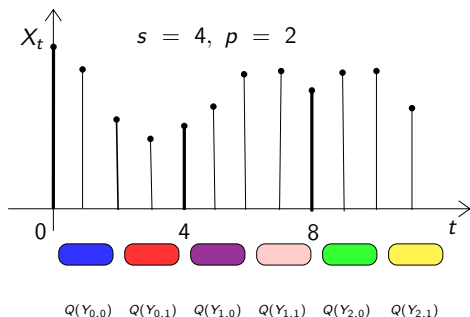 X_t
s = 4, p = 2
0
4
8
t
Q(Y_{0,0}) Q(Y_{0,1}) Q(Y_{1,0}) Q(Y_{1,1}) Q(Y_{2,0}) Q(Y_{2,1})